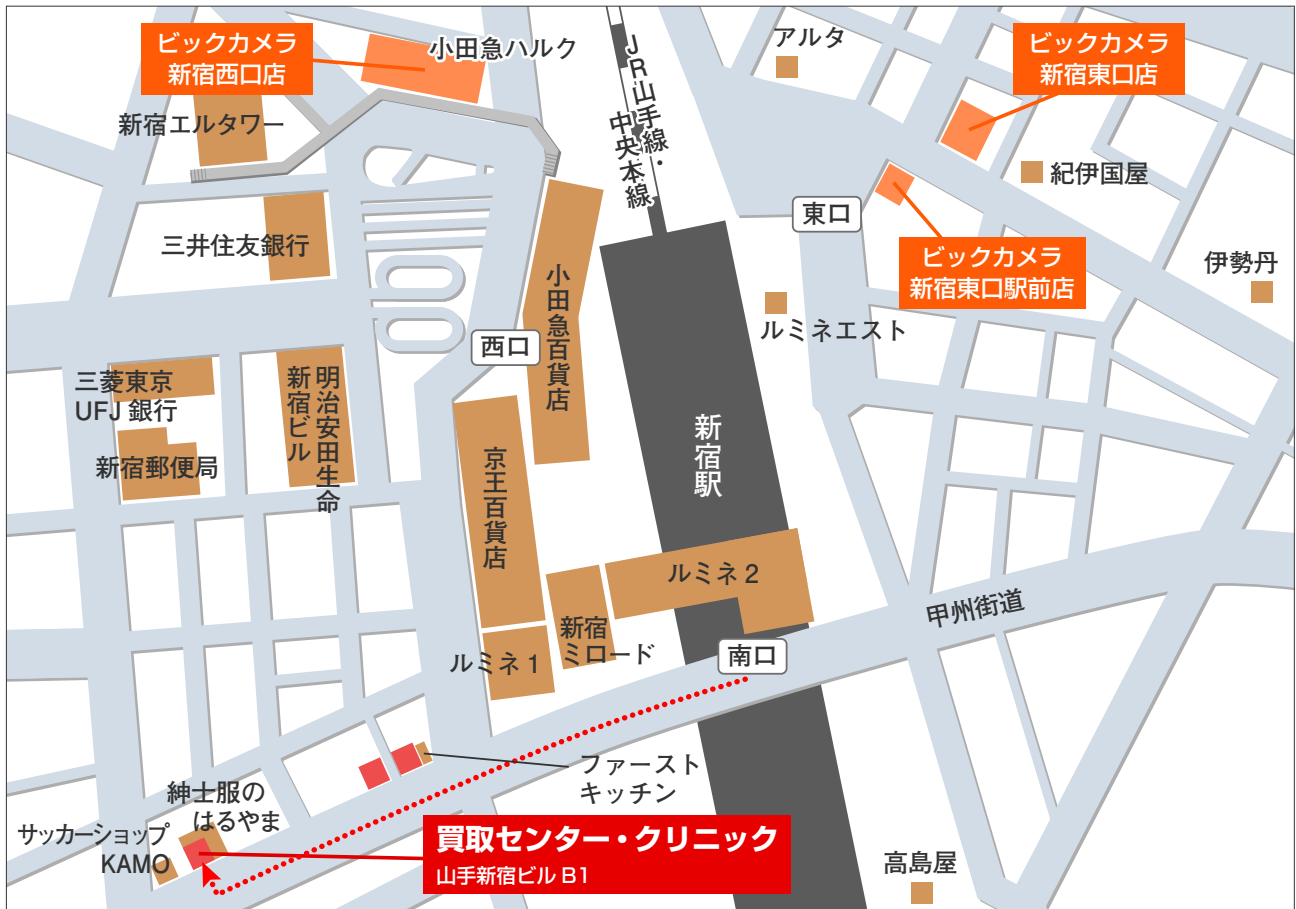 ビックカメラ
新宿西口店
小田急ハルク
JR山手線・
中央本線
アルタ
ビックカメラ
新宿東口店
新宿エルタワー
紀伊国屋
東口
三井住友銀行
ビックカメラ
新宿東口駅前店
伊勢丹
小田急百貨店
ルミネエスト
西口
三菱東京
UFJ 銀行
明治安田生命
新宿ビル
新宿駅
新宿郵便局
京王百貨店
ルミネ 2
甲州街道
新宿
ミロード
ルミネ 1
南口
ファースト
キッチン
紳士服の
はるやま
サッカーショップ
KAMO
買取センター・クリニック
山手新宿ビル B1
高島屋